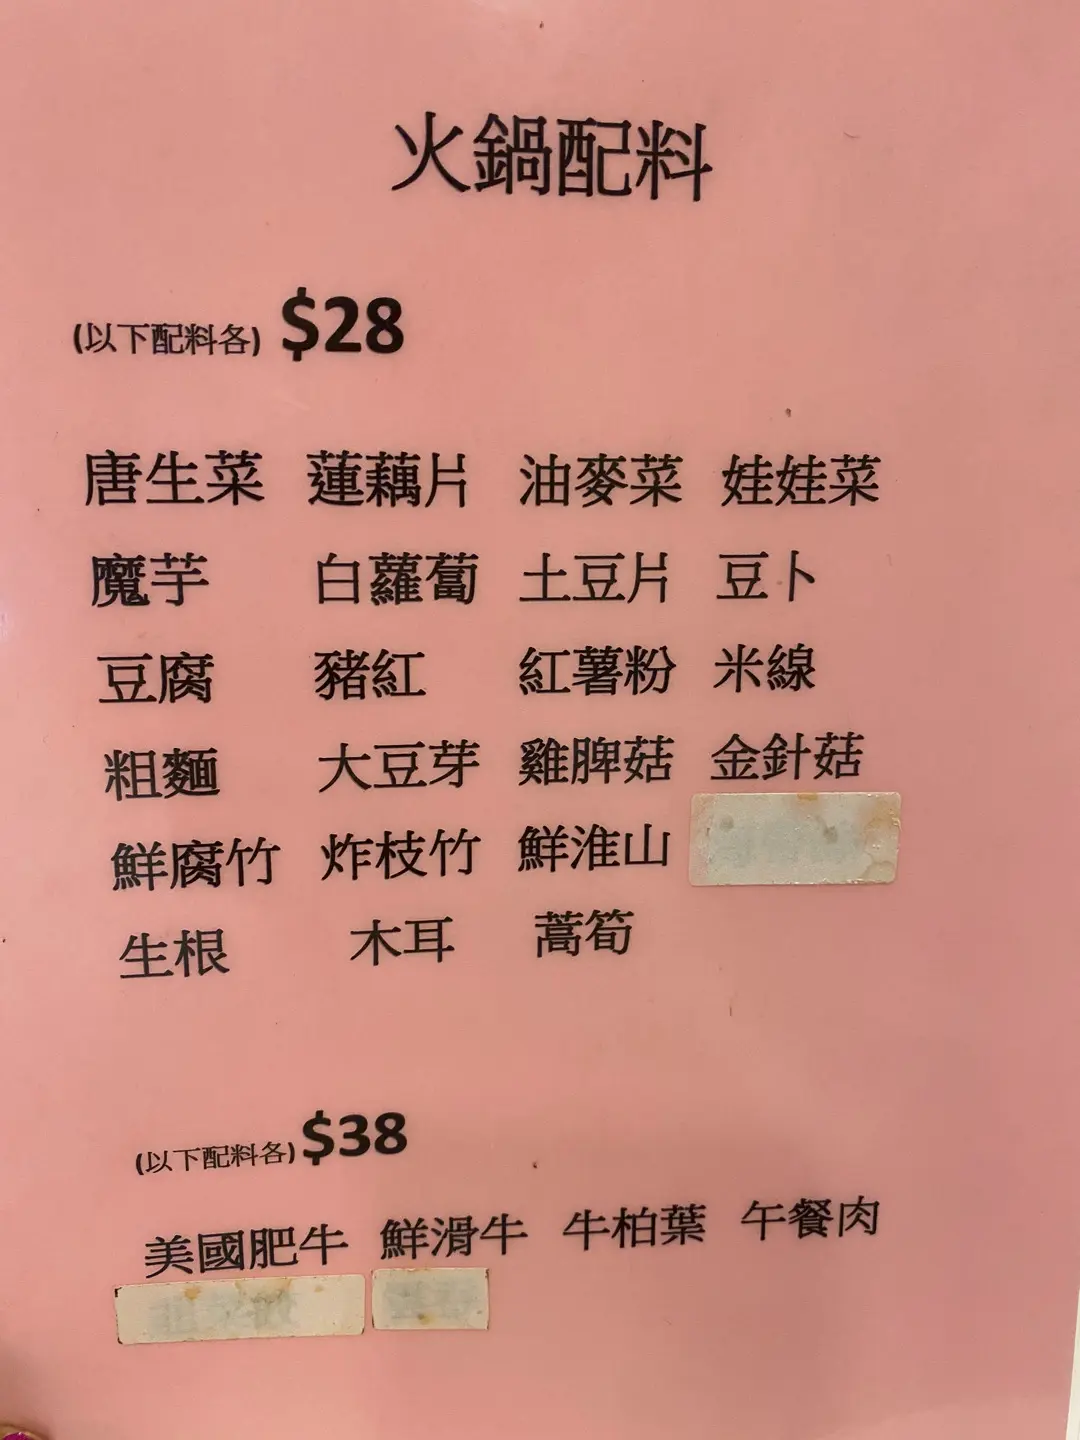 火鍋配料
(以下配料各) $28
唐生菜 蓮藕片 油麥菜 娃娃菜
魔芋 白蘿蔔 土豆片 豆卜
豆腐 豬紅 紅薯粉 米線
粗麵 大豆芽 雞脾菇 金針菇
鮮腐竹 炸枝竹 鮮淮山
生根 木耳 萵筍
(以下配料各) $38
美國肥牛 鮮滑牛 牛柏葉 午餐肉